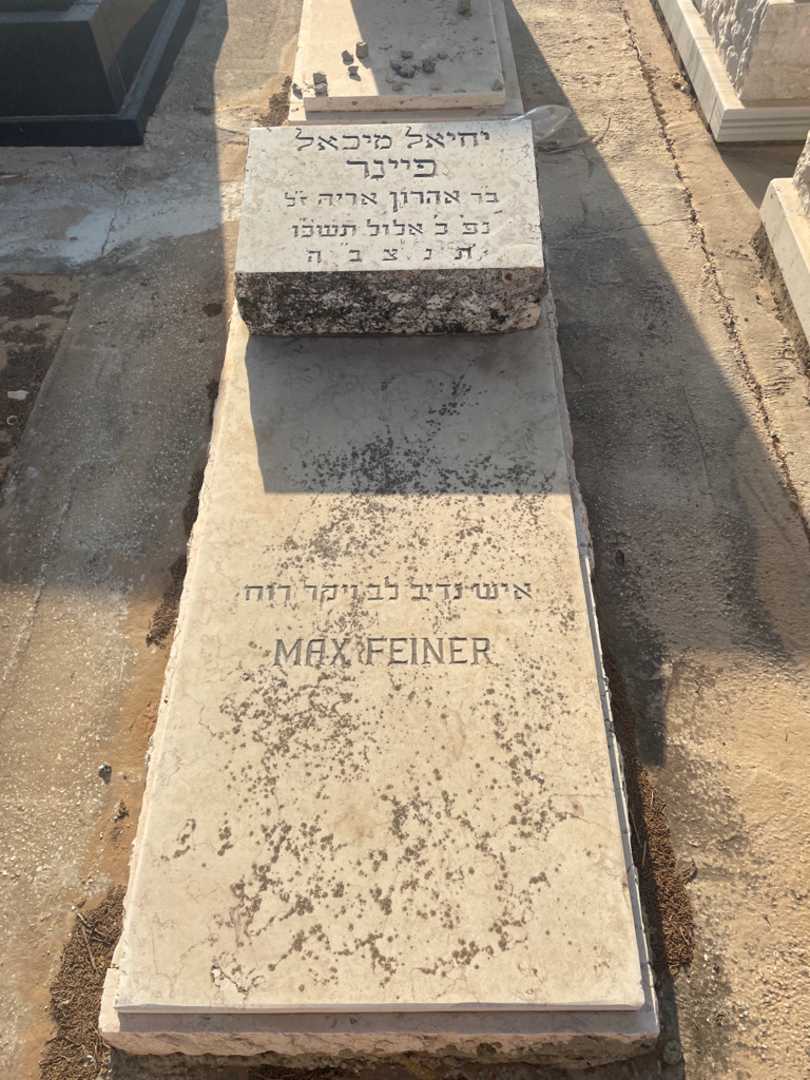 יחיאל מיכאל
פיינר
בר אהרון אריה ז״ל
נפ׳ כ׳ אלול תשכ״ו
ת נ צ ב ה
איש נדיב לב ויקר רוח
MAX FEINER